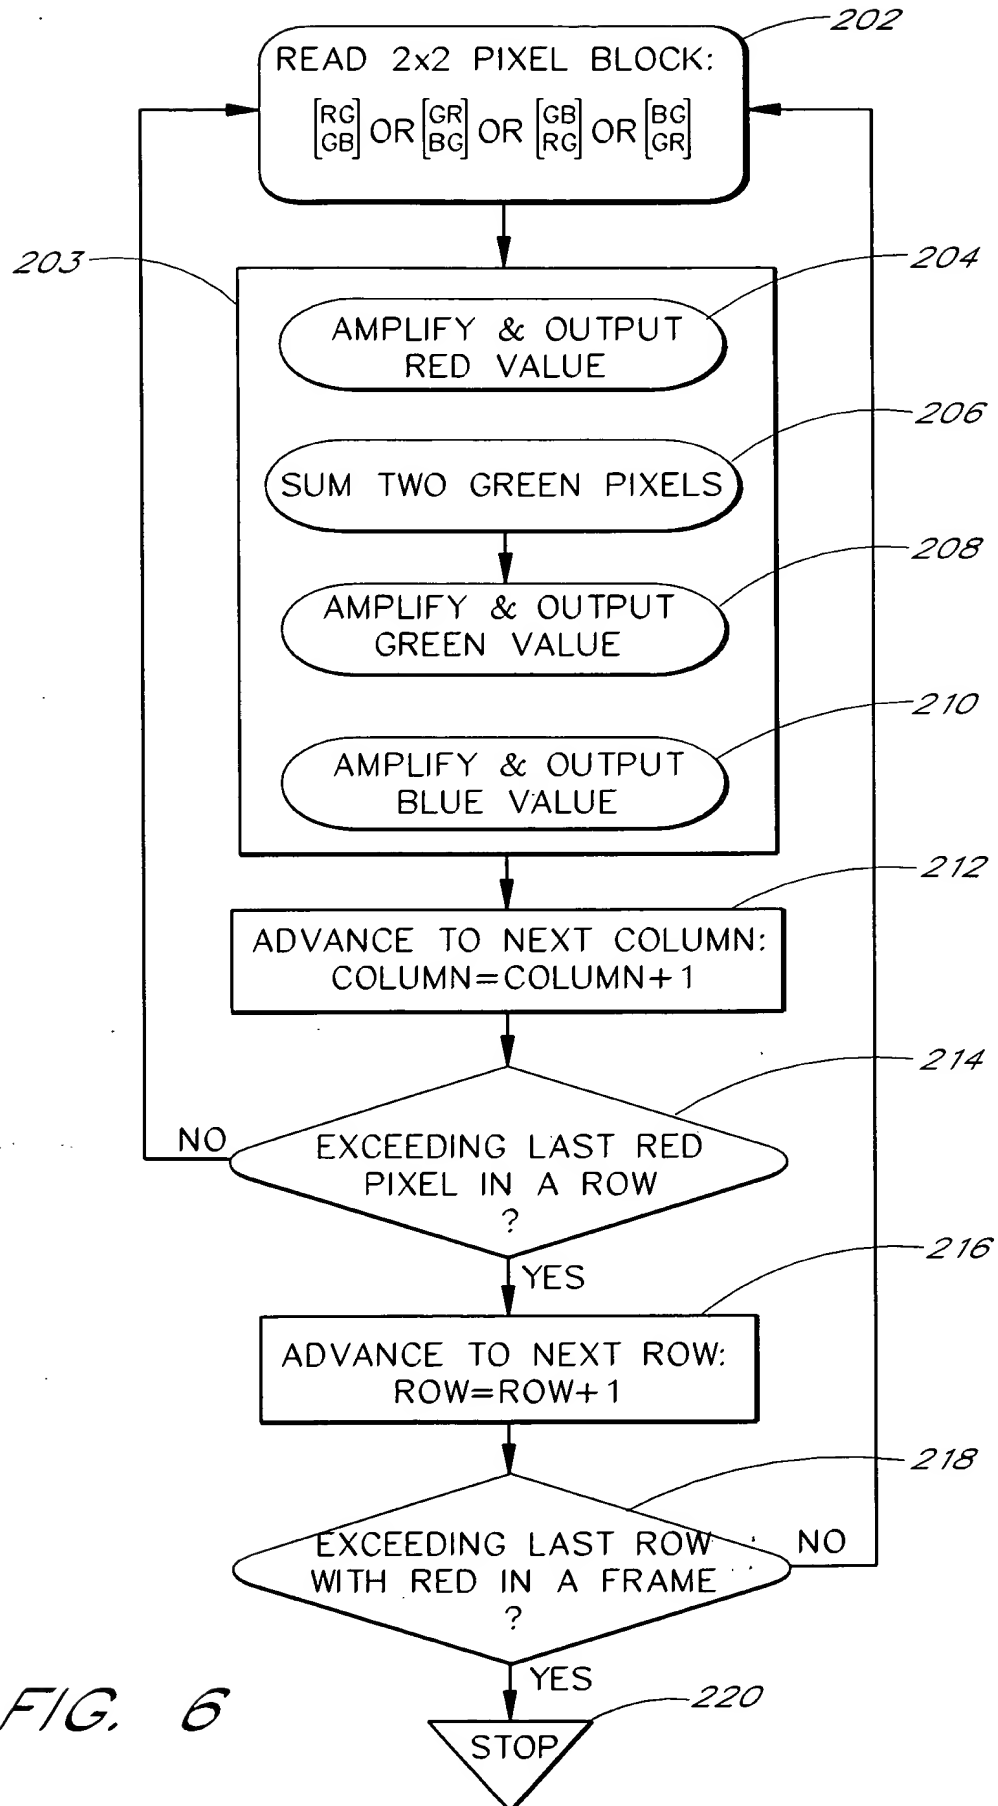 202
READ 2x2 PIXEL BLOCK:
[RG GB] OR [GR BG] OR [GB RG] OR [BG GR]
203
204
AMPLIFY & OUTPUT
RED VALUE
206
SUM TWO GREEN PIXELS
208
AMPLIFY & OUTPUT
GREEN VALUE
210
AMPLIFY & OUTPUT
BLUE VALUE
212
ADVANCE TO NEXT COLUMN:
COLUMN=COLUMN+1
214
NO
EXCEEDING LAST RED
PIXEL IN A ROW
?
216
YES
ADVANCE TO NEXT ROW:
ROW=ROW+1
218
EXCEEDING LAST ROW
NO
WITH RED IN A FRAME
?
YES
220
STOP
FIG. 6